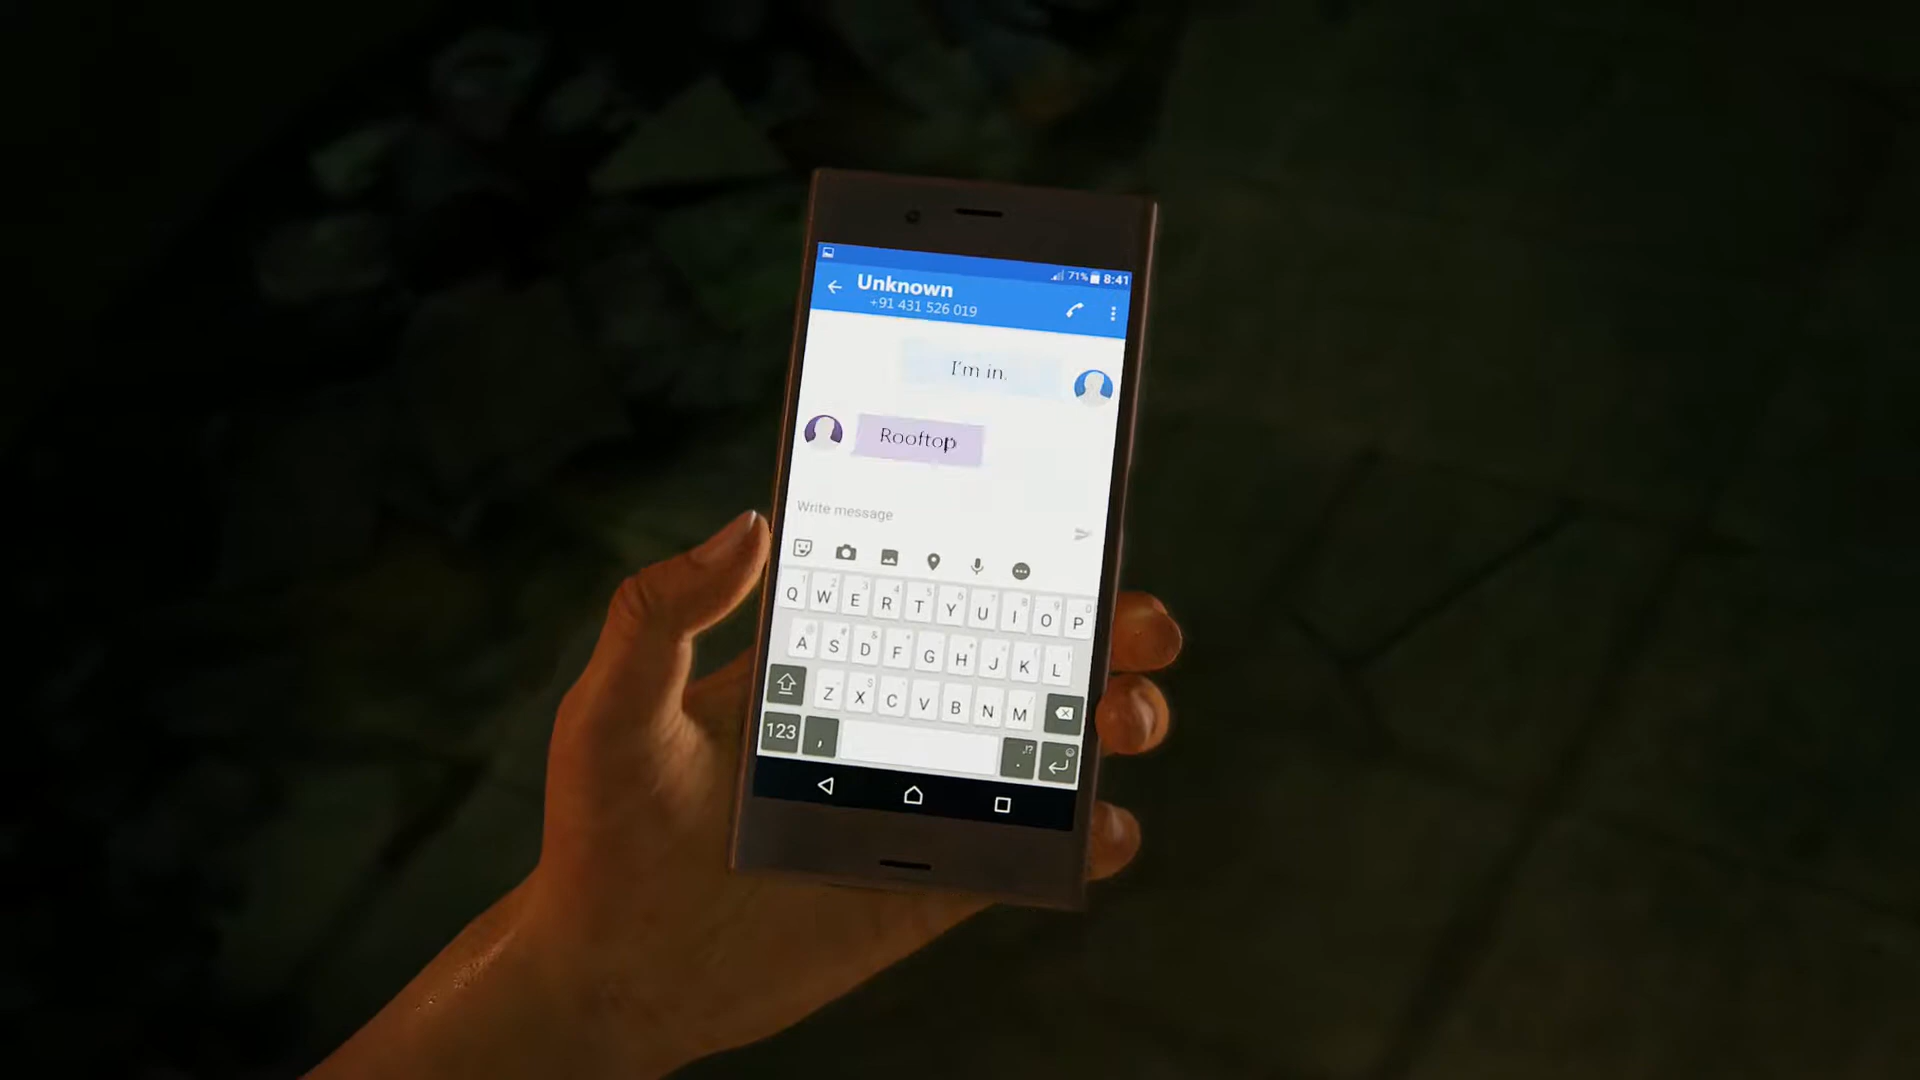 71% 8:41
Unknown
+91 431 526 019
I'm in.
Rooftop
Write message
Q W E R T Y U I O P
A S D F G H J K L
Z X C V B N M
123 , . ,!?